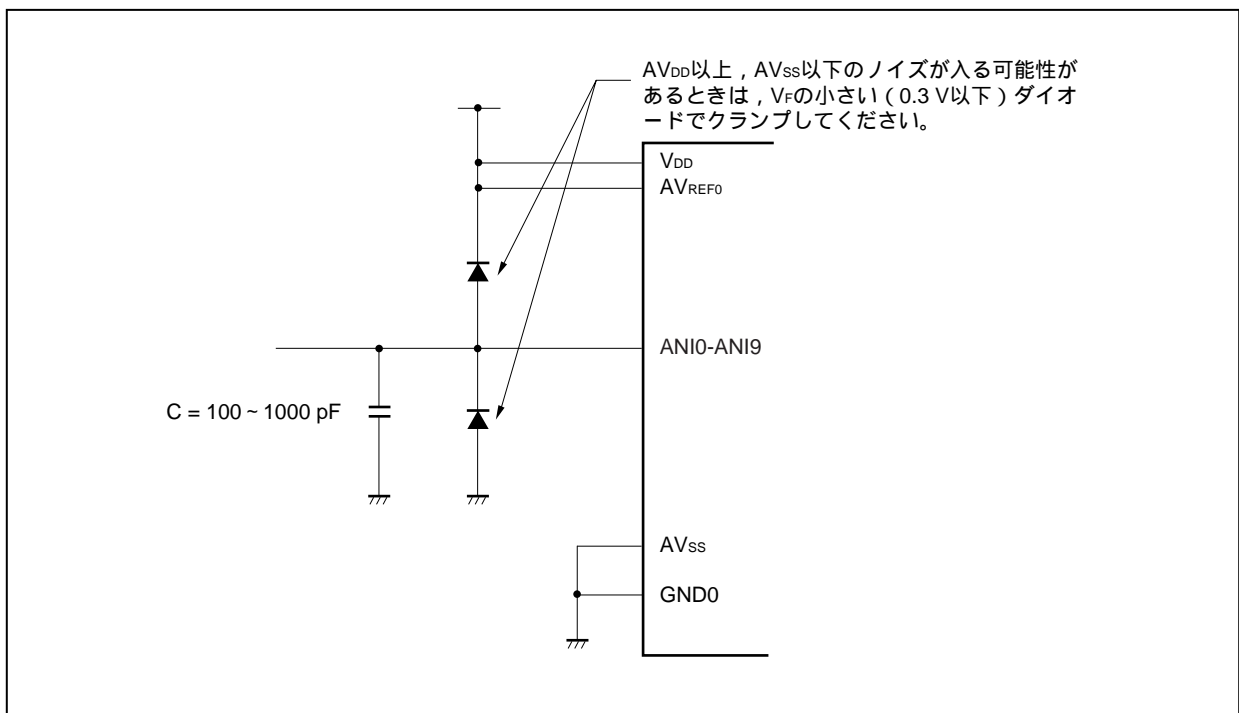 AVDD以上，AVSS以下のノイズが入る可能性が
あるときは，VFの小さい（0.3 V以下）ダイオ
ードでクランプしてください。
VDD
AVREF0
ANI0-ANI9
C = 100 ~ 1000 pF
AVSS
GND0